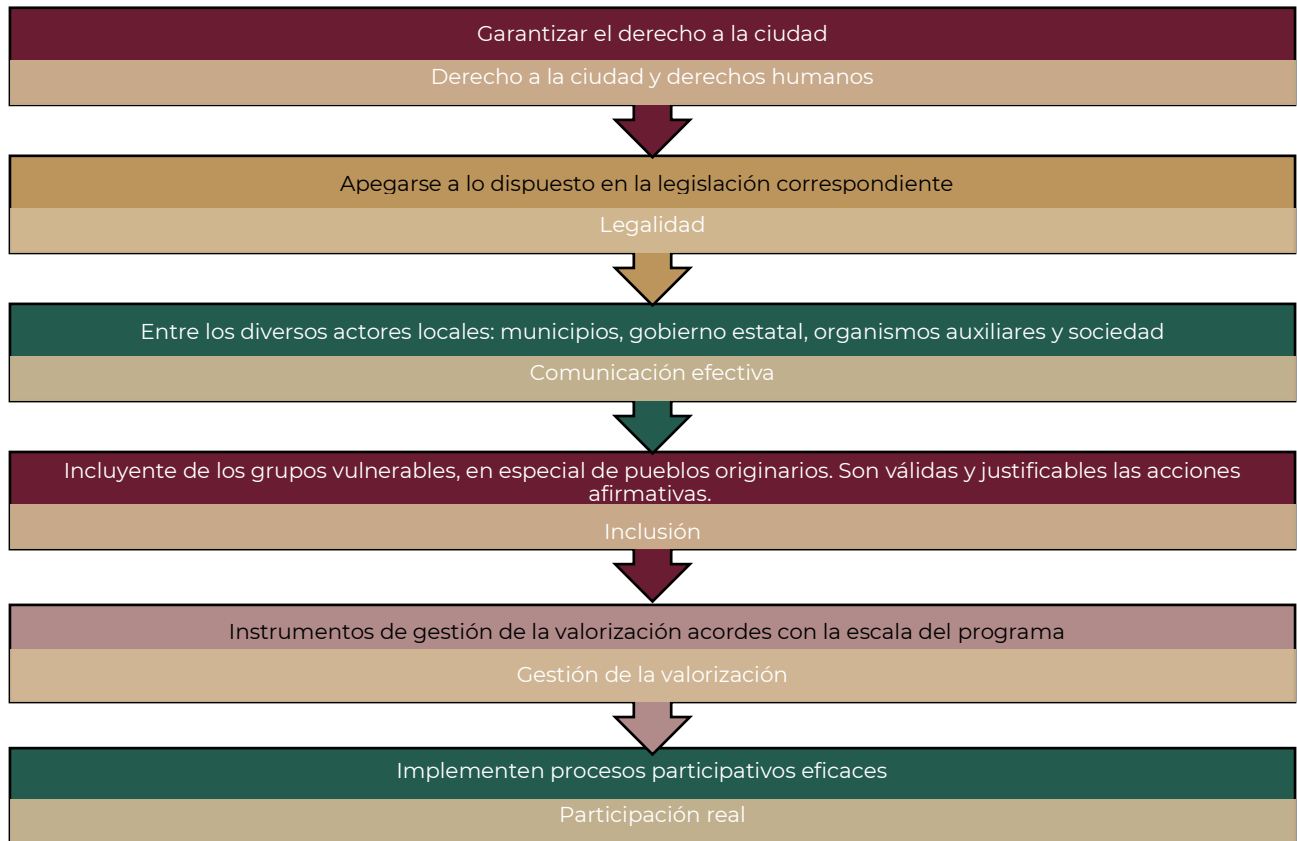 Garantizar el derecho a la ciudad
Derecho a la ciudad y derechos humanos
Apegarse a lo dispuesto en la legislación correspondiente
Legalidad
Entre los diversos actores locales: municipios, gobierno estatal, organismos auxiliares y sociedad
Comunicación efectiva
Incluyente de los grupos vulnerables, en especial de pueblos originarios. Son válidas y justificables las acciones
afirmativas.
Inclusión
Instrumentos de gestión de la valorización acordes con la escala del programa
Gestión de la valorización
Implementen procesos participativos eficaces
Participación real